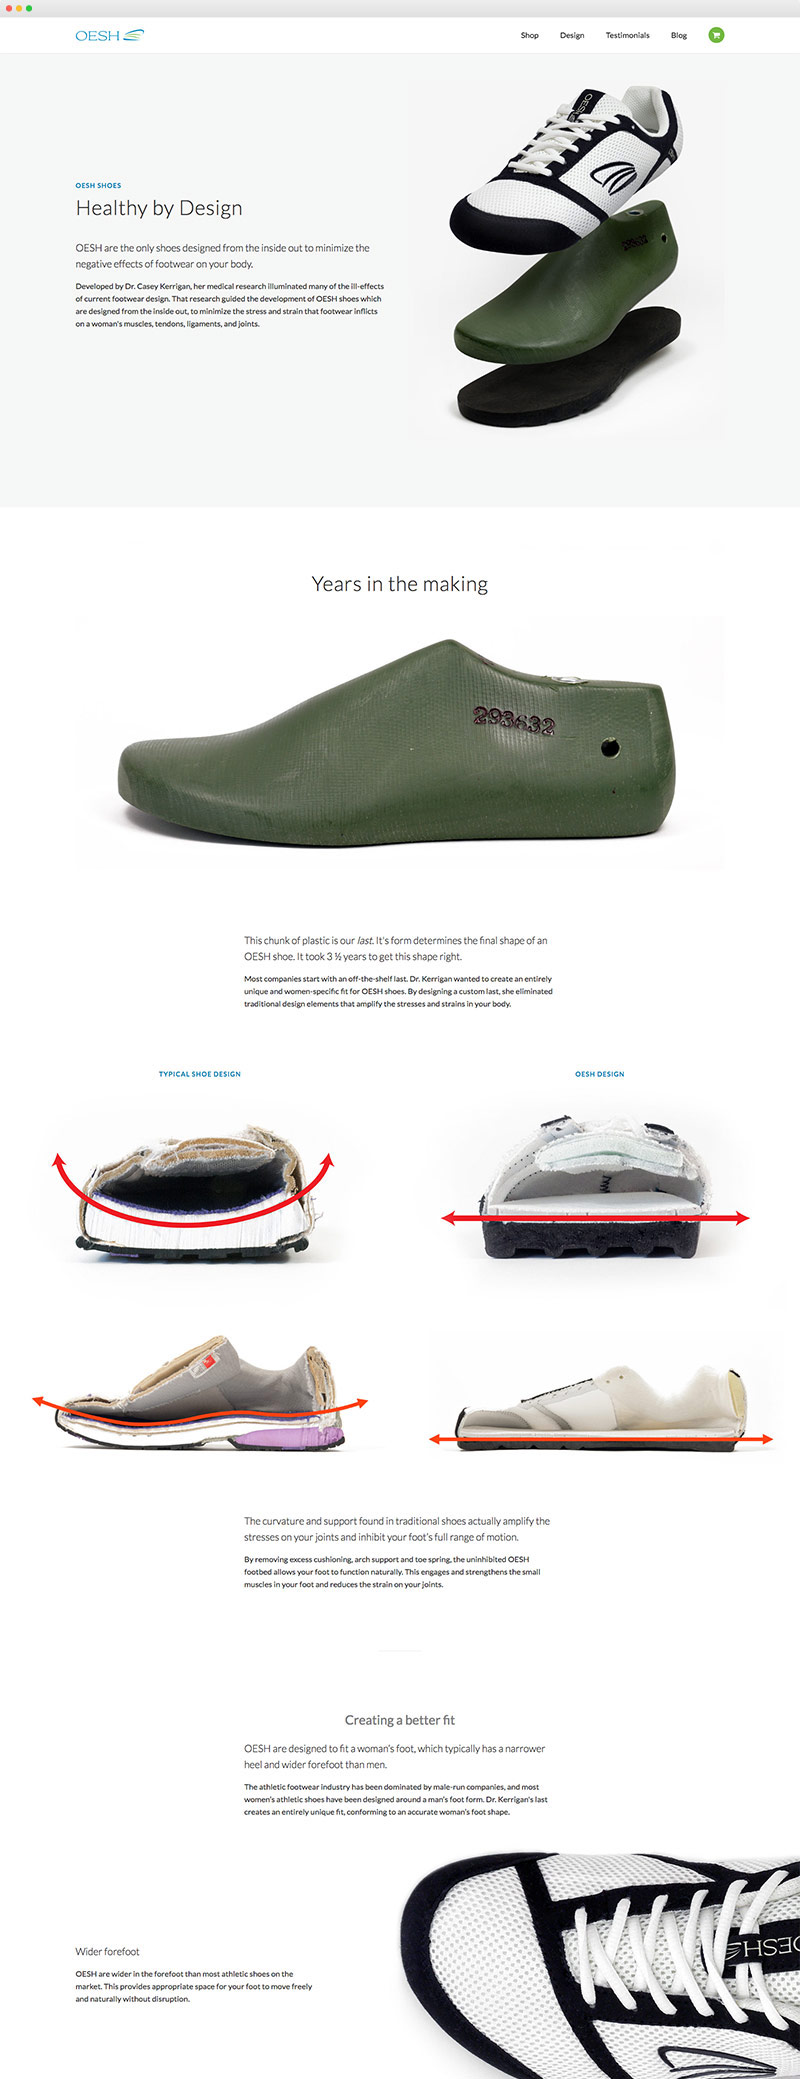 OESH
Shop Design Testimonials Blog
OESH
OESH SHOES
Healthy by Design
OESH are the only shoes designed from the inside out to minimize the
negative effects of footwear on your body.
Developed by Dr. Casey Kerrigan, her medical research illuminated many of the ill-effects
of current footwear design. That research guided the development of OESH shoes which
are designed from the inside out, to minimize the stress and strain that footwear inflicts
on a woman's muscles, tendons, ligaments, and joints.
293632
Years in the making
293632
This chunk of plastic is our last. It's form determines the final shape of an
OESH shoe. It took 3 ½ years to get this shape right.
Most companies start with an off-the-shelf last. Dr. Kerrigan wanted to create an entirely
unique and women-specific fit for OESH shoes. By designing a custom last, she eliminated
traditional design elements that amplify the stresses and strains in your body.
TYPICAL SHOE DESIGN
OESH DESIGN
The curvature and support found in traditional shoes actually amplify the
stresses on your joints and inhibit your foot's full range of motion.
By removing excess cushioning, arch support and toe spring, the uninhibited OESH
footbed allows your foot to function naturally. This engages and strengthens the small
muscles in your foot and reduces the strain on your joints.
Creating a better fit
OESH are designed to fit a woman's foot, which typically has a narrower
heel and wider forefoot than men.
The athletic footwear industry has been dominated by male-run companies, and most
women's athletic shoes have been designed around a man's foot form. Dr. Kerrigan's last
creates an entirely unique fit, conforming to an accurate woman's foot shape.
OESH
Wider forefoot
OESH are wider in the forefoot than most athletic shoes on the
market. This provides appropriate space for your foot to move freely
and naturally without disruption.